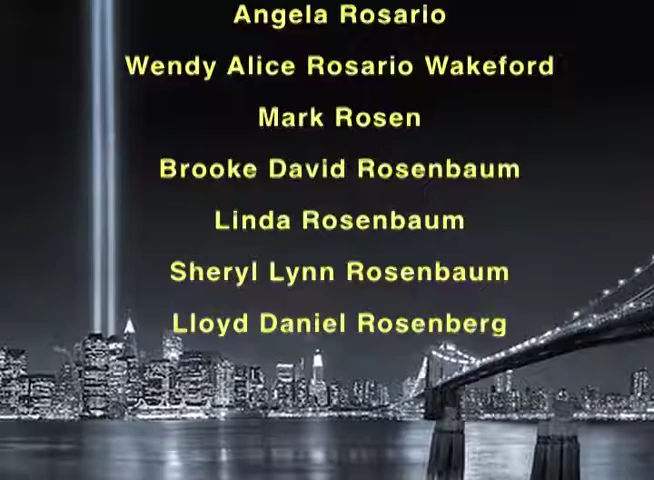 Angela Rosario
Wendy Alice Rosario Wakeford
Mark Rosen
Brooke David Rosenbaum
Linda Rosenbaum
Sheryl Lynn Rosenbaum
Lloyd Daniel Rosenberg